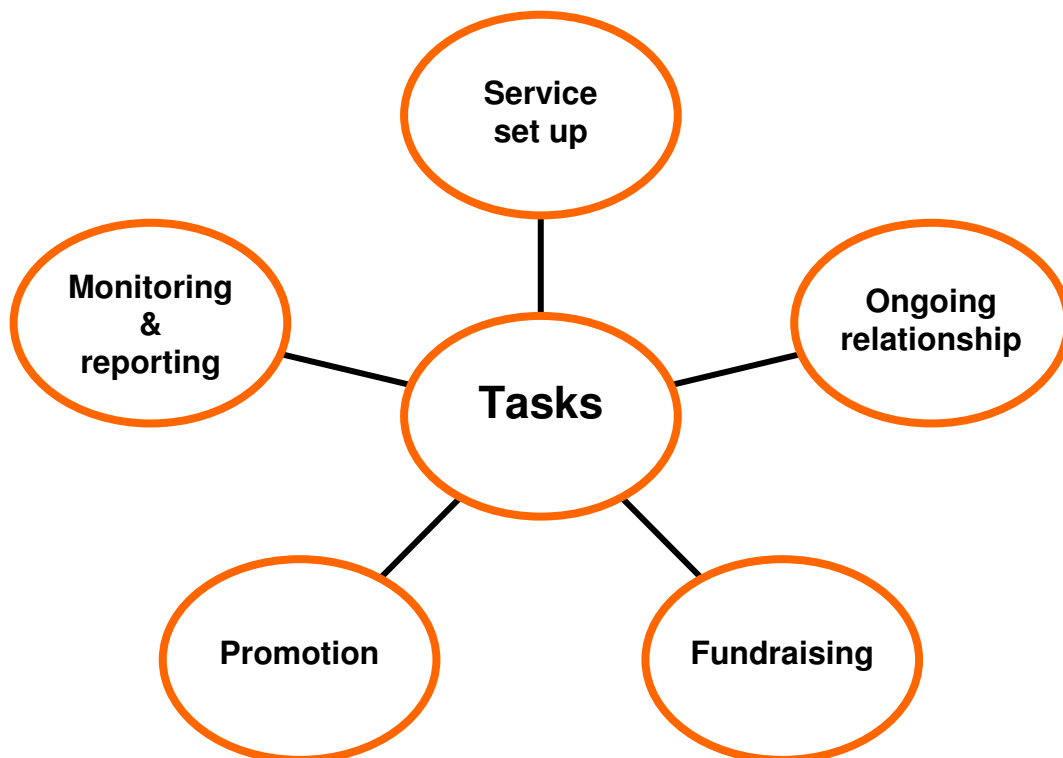 Service
set up
Monitoring
&
reporting
Ongoing
relationship
Tasks
Promotion
Fundraising